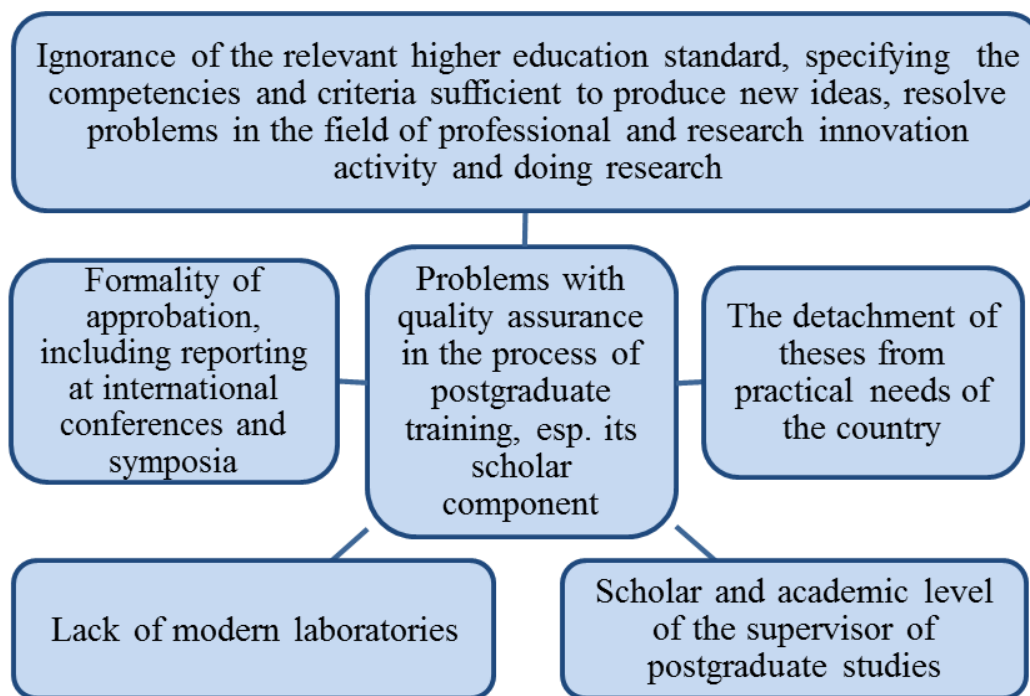 Ignorance of the relevant higher education standard, specifying the
competencies and criteria sufficient to produce new ideas, resolve
problems in the field of professional and research innovation
activity and doing research
Formality of
approbation,
including reporting
at international
conferences and
symposia
Problems with
quality assurance
in the process of
postgraduate
training, esp. its
scholar
component
The detachment of
theses from
practical needs of
the country
Lack of modern laboratories
Scholar and academic level
of the supervisor of
postgraduate studies